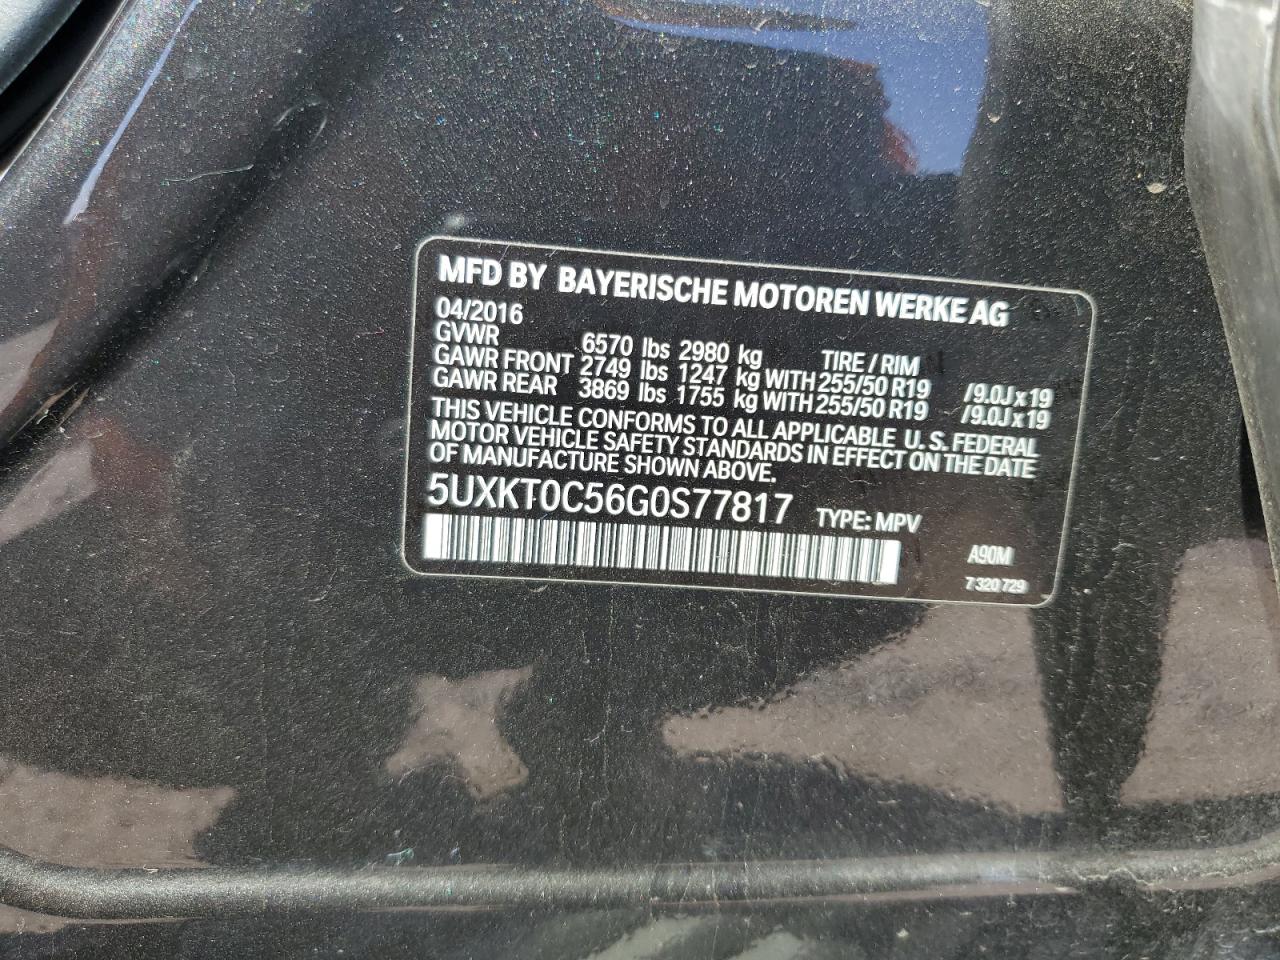 MFD BY BAYERISCHE MOTOREN WERKE AG
04/2016
GVWR 6570 lbs 2980 kg TIRE / RIM
GAWR FRONT 2749 lbs 1247 kg WITH 255/50 R19 /9.0J x 19
GAWR REAR 3869 lbs 1755 kg WITH 255/50 R19 /9.0J x 19
THIS VEHICLE CONFORMS TO ALL APPLICABLE U.S. FEDERAL
MOTOR VEHICLE SAFETY STANDARDS IN EFFECT ON THE DATE
OF MANUFACTURE SHOWN ABOVE.
5UXKT0C56G0S77817 TYPE: MPV
A90M
7 320 729